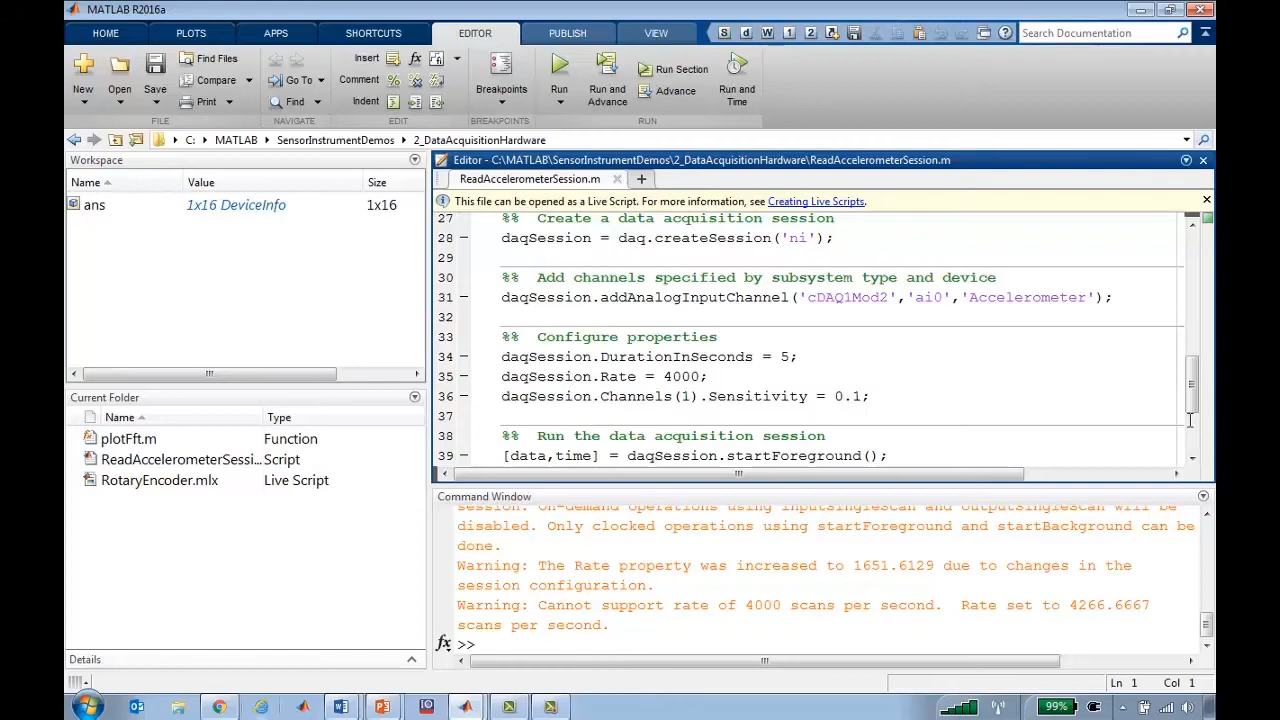 MATLAB R2016a
HOME
PLOTS
APPS
SHORTCUTS
EDITOR
PUBLISH
VIEW
Search Documentation
New
Open
Save
Find Files
Compare
Print
FILE
Go To
Find
NAVIGATE
Insert
Comment
Indent
EDIT
Breakpoints
BREAKPOINTS
Run
Run and Advance
Run Section
Advance
Run and Time
RUN
C: MATLAB SensorInstrumentDemos 2_DataAcquisitionHardware
Workspace
Name Value Size
ans 1x16 DeviceInfo 1x16
Current Folder
Name Type
plotFft.m Function
ReadAccelerometerSessi... Script
RotaryEncoder.mlx Live Script
Details
Editor - C:\MATLAB\SensorInstrumentDemos\2_DataAcquisitionHardware\ReadAccelerometerSession.m
ReadAccelerometerSession.m
This file can be opened as a Live Script. For more information, see Creating Live Scripts.
27 %% Create a data acquisition session
28 daqSession = daq.createSession('ni');
29
30 %% Add channels specified by subsystem type and device
31 daqSession.addAnalogInputChannel('cDAQ1Mod2','ai0','Accelerometer');
32
33 %% Configure properties
34 daqSession.DurationInSeconds = 5;
35 daqSession.Rate = 4000;
36 daqSession.Channels(1).Sensitivity = 0.1;
37
38 %% Run the data acquisition session
39 [data,time] = daqSession.startForeground();
Command Window
session. On-demand operations using inputSingleScan and outputSingleScan will be
disabled. Only clocked operations using startForeground and startBackground can be
done.
Warning: The Rate property was increased to 1651.6129 due to changes in the
session configuration.
Warning: Cannot support rate of 4000 scans per second. Rate set to 4266.6667
scans per second.
fx >>
Ln 1 Col 1
99%